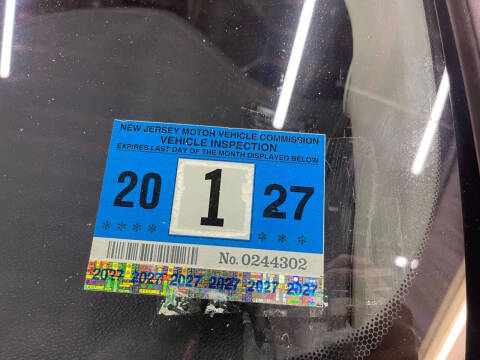 NEW JERSEY MOTOR VEHICLE COMMISSION
VEHICLE INSPECTION
EXPIRES LAST DAY OF THE MONTH DISPLAYED BELOW
20 1 27
No. 0244302
2027 2027 2027 2027 2027 2027